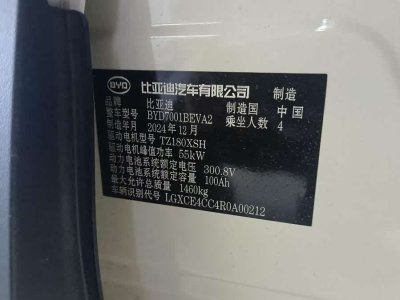 BYD 比亚迪汽车有限公司 制造
品牌 比亚迪 制造国 中国
整车型号 BYD7001BEVA2 乘坐人数 4
制造年月 2024年12月
驱动电机型号 TZ180XSH
驱动电机峰值功率 55kW
动力电池系统额定电压 300.8V
动力电池系统额定容量 100Ah
最大允许总质量 1460kg
车辆识别代号 LGXCE4CC4R0A00212